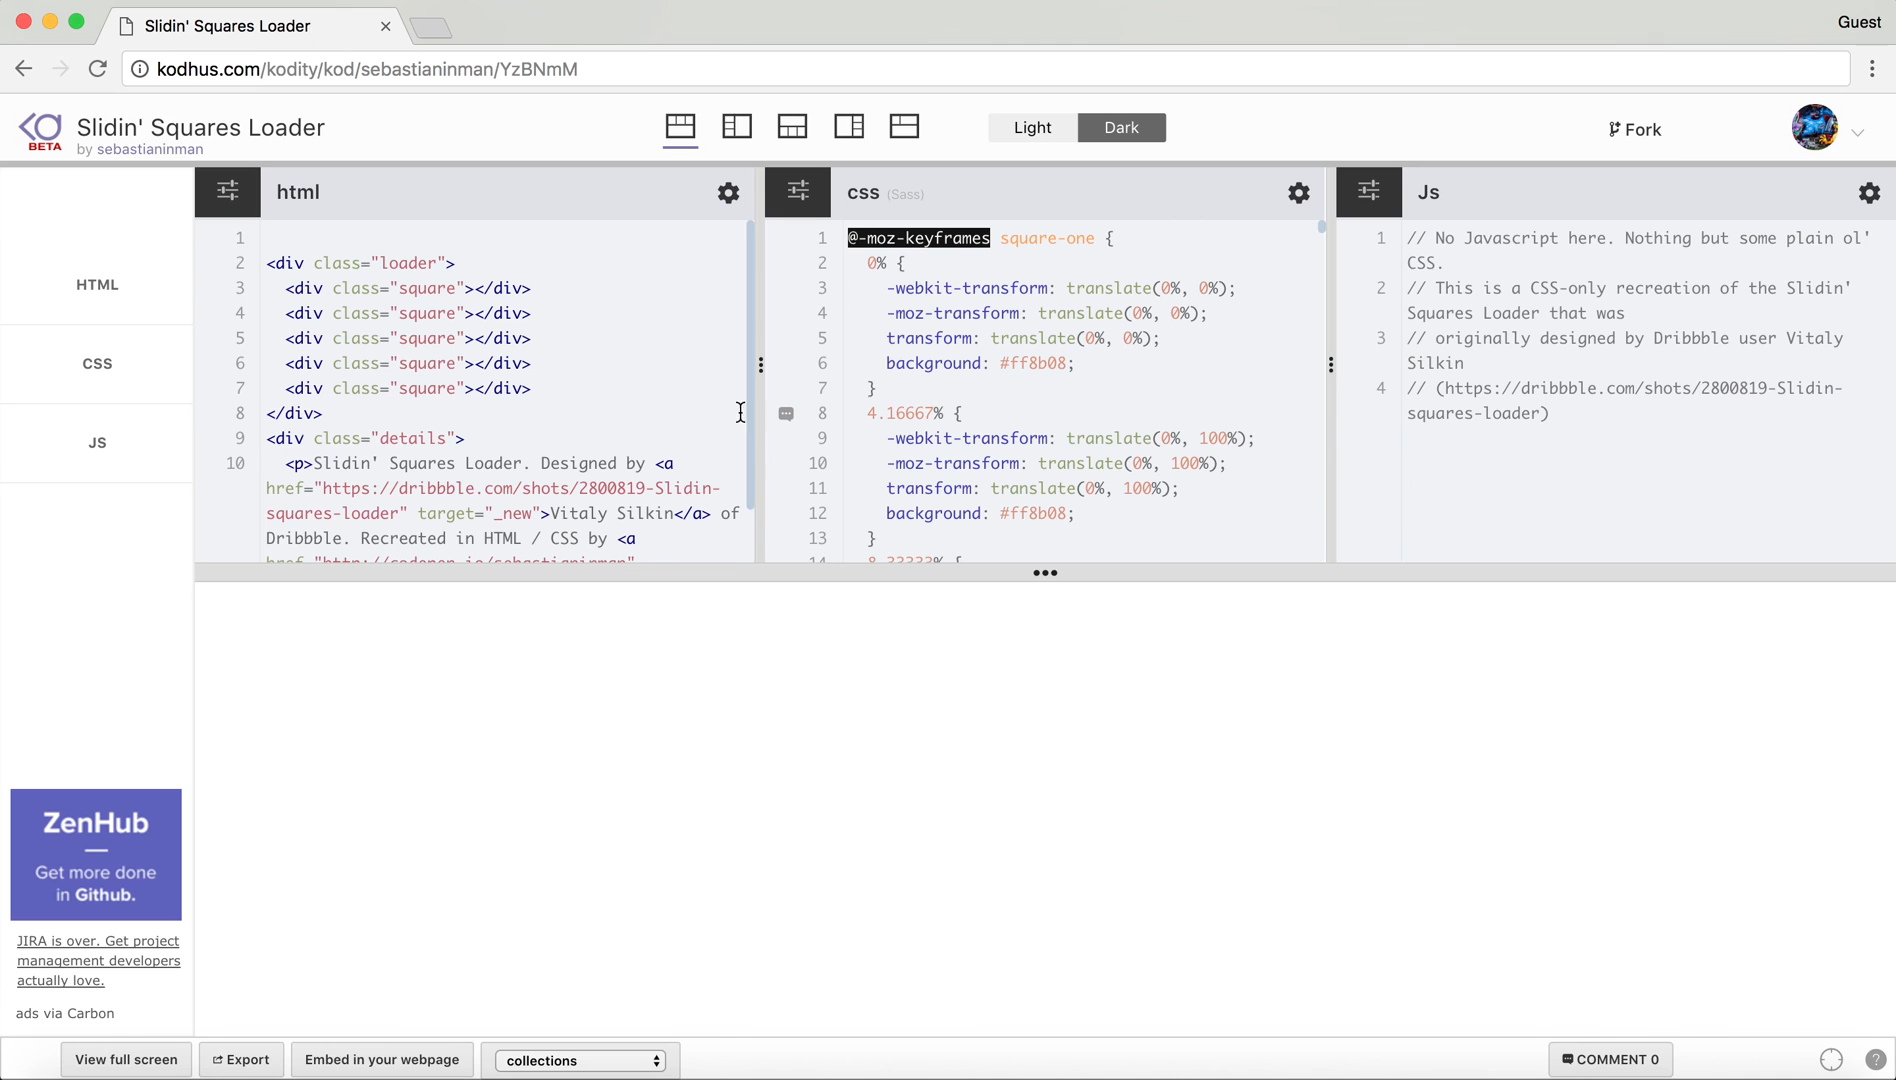 Slidin' Squares Loader
Guest
kodhus.com/kodity/kod/sebastianinman/YzBNmM
BETA
Slidin' Squares Loader
by sebastianinman
Light
Dark
Fork
HTML
CSS
JS
html
1
2 <div class="loader">
3 <div class="square"></div>
4 <div class="square"></div>
5 <div class="square"></div>
6 <div class="square"></div>
7 <div class="square"></div>
8 </div>
9 <div class="details">
10 <p>Slidin' Squares Loader. Designed by <a
href="https://dribbble.com/shots/2800819-Slidin-
squares-loader" target="_new">Vitaly Silkin</a> of
Dribbble. Recreated in HTML / CSS by <a
href="http://codepen.io/sebastianinman"
css (Sass)
1 @-moz-keyframes square-one {
2 0% {
3 -webkit-transform: translate(0%, 0%);
4 -moz-transform: translate(0%, 0%);
5 transform: translate(0%, 0%);
6 background: #ff8b08;
7 }
8 4.16667% {
9 -webkit-transform: translate(0%, 100%);
10 -moz-transform: translate(0%, 100%);
11 transform: translate(0%, 100%);
12 background: #ff8b08;
13 }
14 8.33333% {
Js
1 // No Javascript here. Nothing but some plain ol'
CSS.
2 // This is a CSS-only recreation of the Slidin'
Squares Loader that was
3 // originally designed by Dribbble user Vitaly
Silkin
4 // (https://dribbble.com/shots/2800819-Slidin-
squares-loader)
ZenHub
Get more done
in Github.
JIRA is over. Get project
management developers
actually love.
ads via Carbon
View full screen
Export
Embed in your webpage
collections
COMMENT 0
?